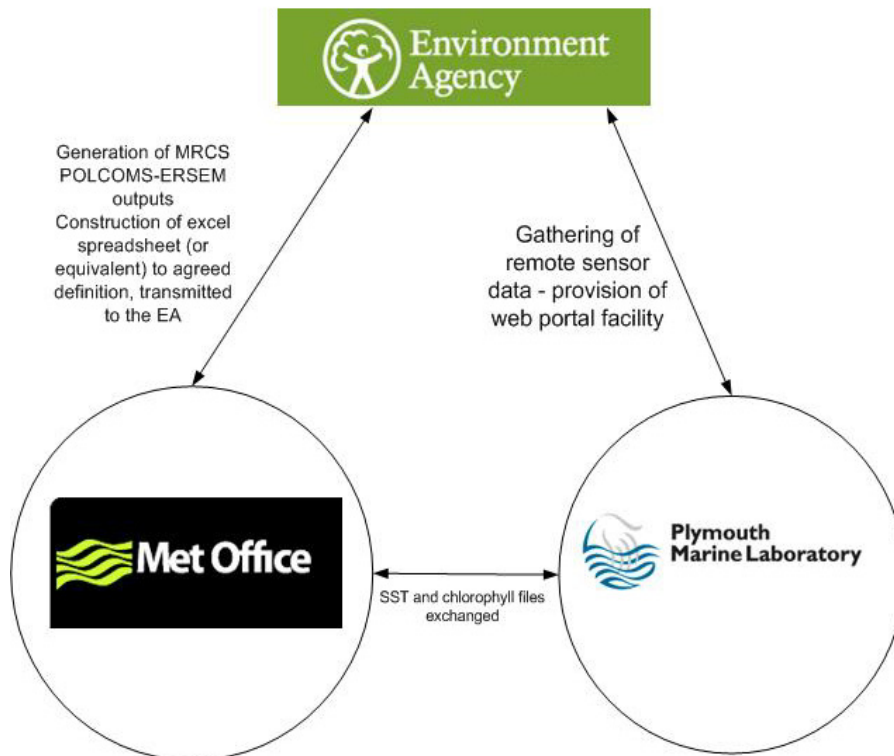 Environment
Agency
Generation of MRCS
POLCOMS-ERSEM
outputs
Construction of excel
spreadsheet (or
equivalent) to agreed
definition, transmitted
to the EA
Gathering of
remote sensor
data - provision of
web portal facility
Met Office
Plymouth
Marine Laboratory
SST and chlorophyll files
exchanged